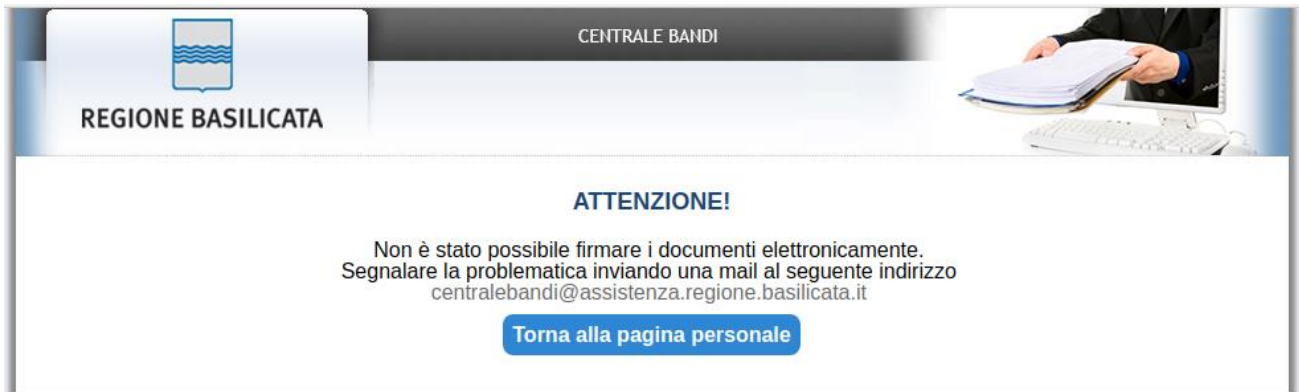 CENTRALE BANDI
REGIONE BASILICATA
ATTENZIONE!
Non è stato possibile firmare i documenti elettronicamente.
Segnalare la problematica inviando una mail al seguente indirizzo
centralebandi@assistenza.regione.basilicata.it
Torna alla pagina personale